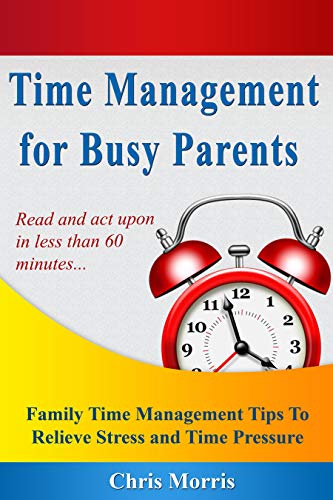 Time Management
for Busy Parents
Read and act upon
in less than 60
minutes...
12
11
1
10
2
9
3
8
4
7
6
5
Family Time Management Tips To
Relieve Stress and Time Pressure
Chris Morris